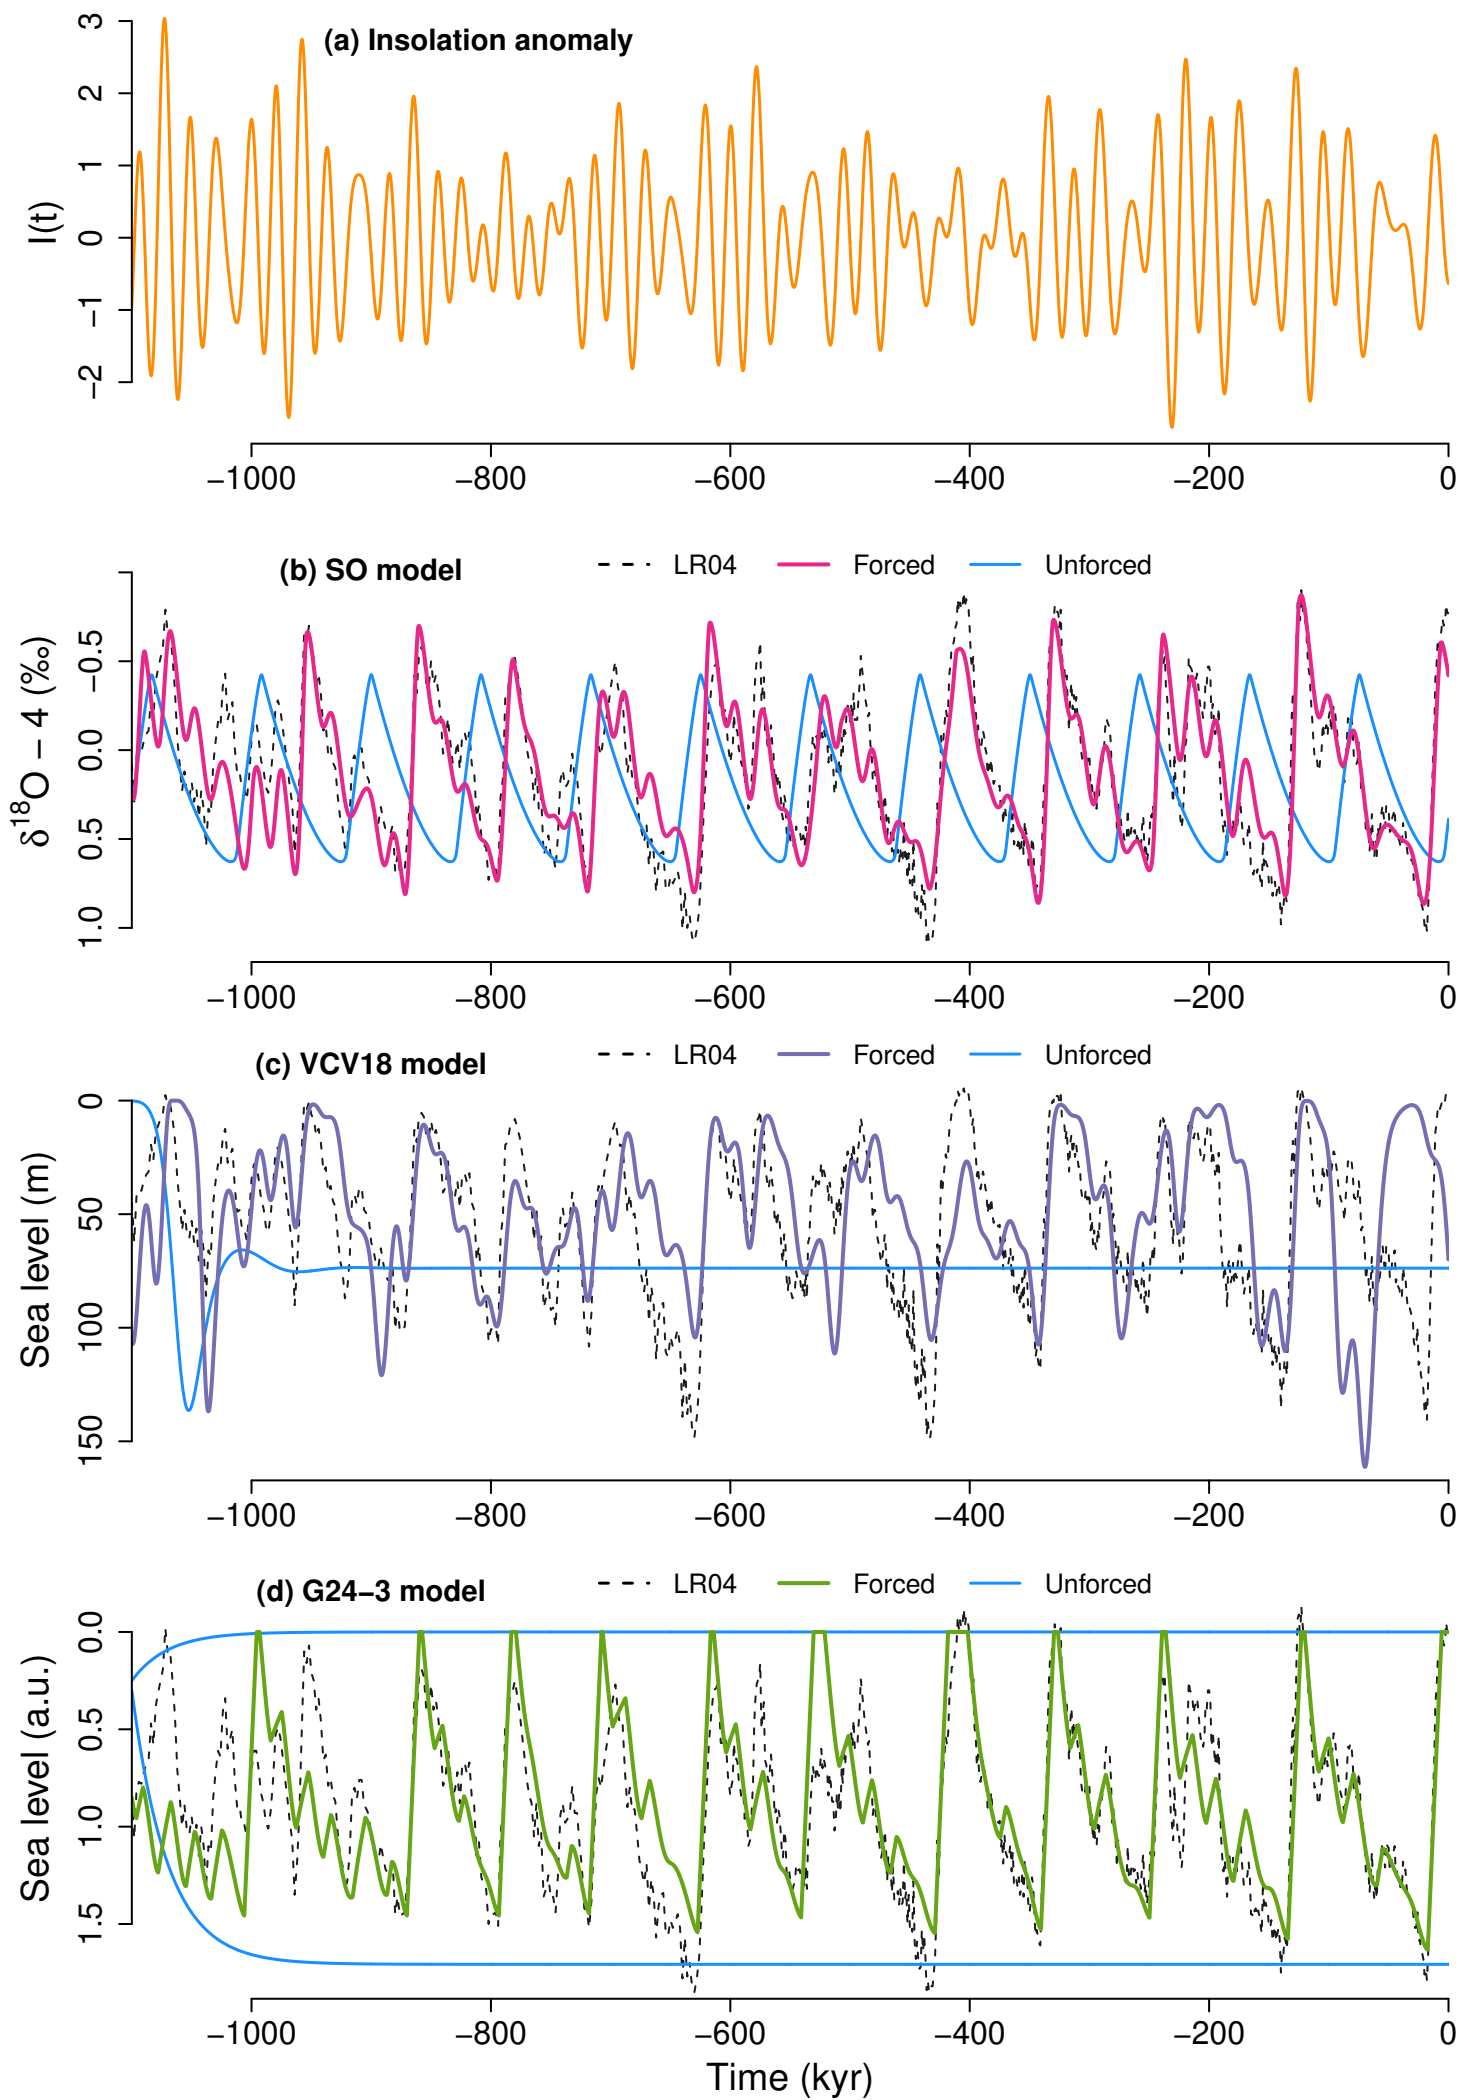 (a) Insolation anomaly
I(t)
3
2
1
0
−1
−2
−1000 −800 −600 −400 −200 0
(b) SO model
LR04 Forced Unforced
δ18O − 4 (‰)
−0.5
0.0
0.5
1.0
−1000 −800 −600 −400 −200 0
(c) VCV18 model
LR04 Forced Unforced
Sea level (m)
0
50
100
150
−1000 −800 −600 −400 −200 0
(d) G24−3 model
LR04 Forced Unforced
Sea level (a.u.)
0.0
0.5
1.0
1.5
−1000 −800 −600 −400 −200 0
Time (kyr)